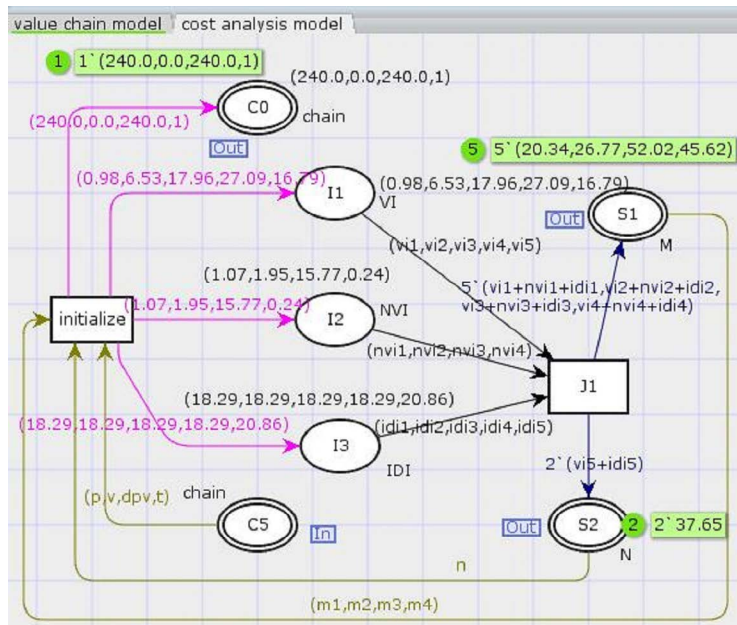 value chain model
cost analysis model
1
1`(240.0,0.0,240.0,1)
(240.0,0.0,240.0,1)
C0
chain
(240.0,0.0,240.0,1)
Out
5
5`(20.34,26.77,52.02,45.62)
(0.98,6.53,17.96,27.09,16.79)
I1
(0.98,6.53,17.96,27.09,16.79)
VI
Out
S1
M
(vi1,vi2,vi3,vi4,vi5)
(1.07,1.95,15.77,0.24)
5`(vi1+nvi1+idi1,vi2+nvi2+idi2,
vi3+nvi3+idi3,vi4+nvi4+idi4)
initialize
(1.07,1.95,15.77,0.24)
I2
NVI
(nvi1,nvi2,nvi3,nvi4)
J1
(18.29,18.29,18.29,18.29,20.86)
(18.29,18.29,18.29,18.29,20.86)
I3
(idi1,idi2,idi3,idi4,idi5)
IDI
2`(vi5+idi5)
(p,v,dpv,t)
chain
C5
In
Out
S2
2
2`37.65
N
n
(m1,m2,m3,m4)